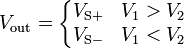 V_out = { V_S+  V_1 > V_2
V_S−  V_1 < V_2